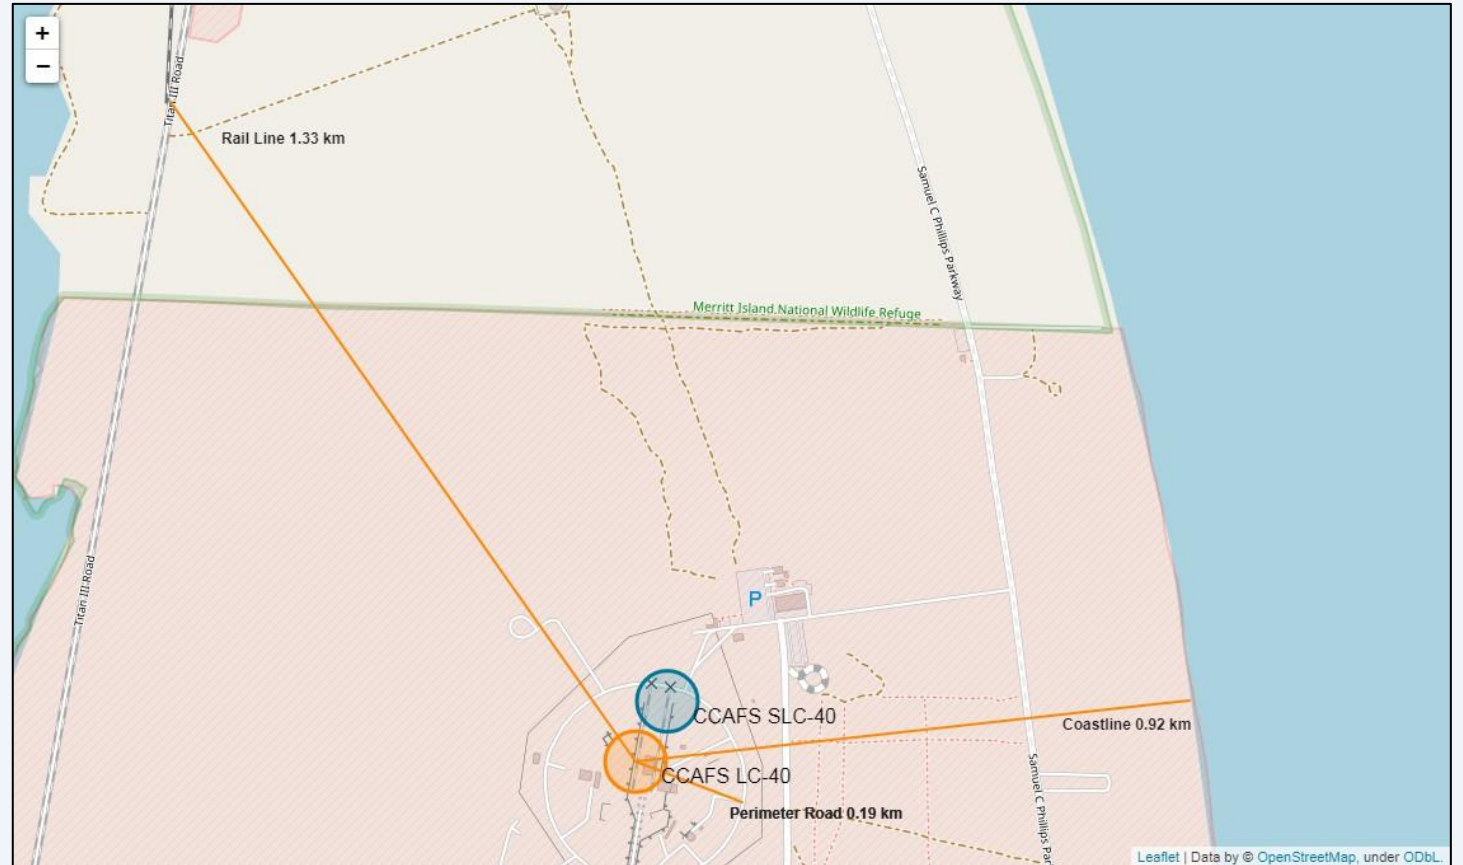 +
−
Titan III Road
Rail Line 1.33 km
Samuel C Phillips Parkway
Merritt Island National Wildlife Refuge
Titan III Road
P
CCAFS SLC-40
Coastline 0.92 km
CCAFS LC-40
Samuel C Phillips Par
Perimeter Road 0.19 km
Leaflet | Data by © OpenStreetMap, under ODbL.